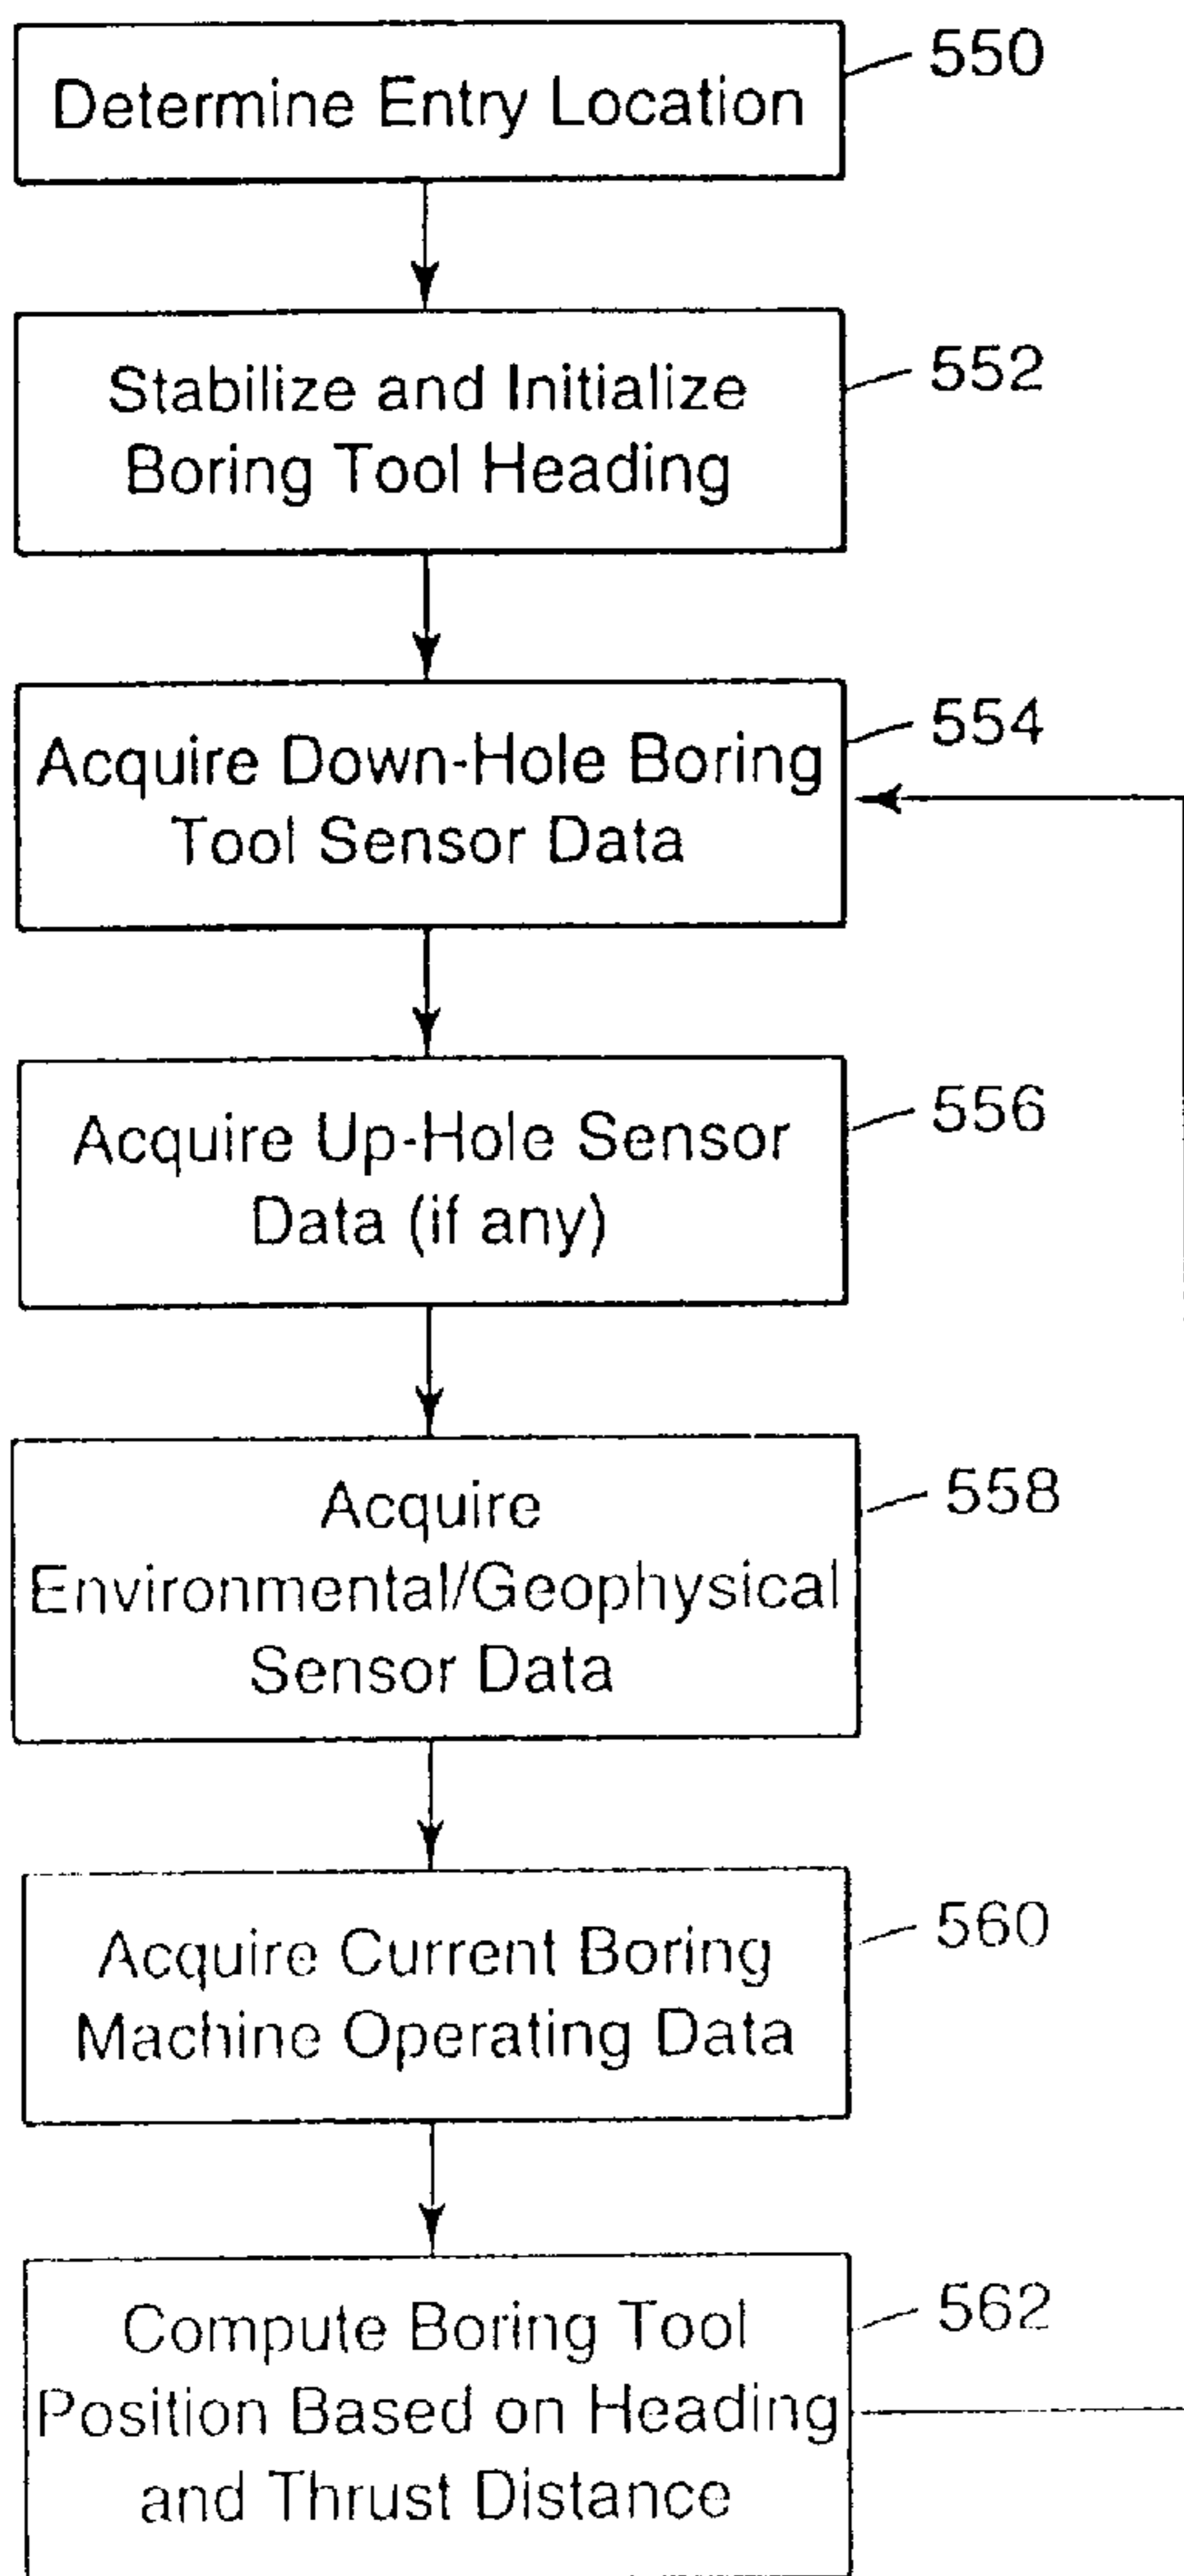 Determine Entry Location
550
Stabilize and Initialize
Boring Tool Heading
552
Acquire Down-Hole Boring
Tool Sensor Data
554
Acquire Up-Hole Sensor
Data (if any)
556
Acquire
Environmental/Geophysical
Sensor Data
558
Acquire Current Boring
Machine Operating Data
560
Compute Boring Tool
Position Based on Heading
and Thrust Distance
562